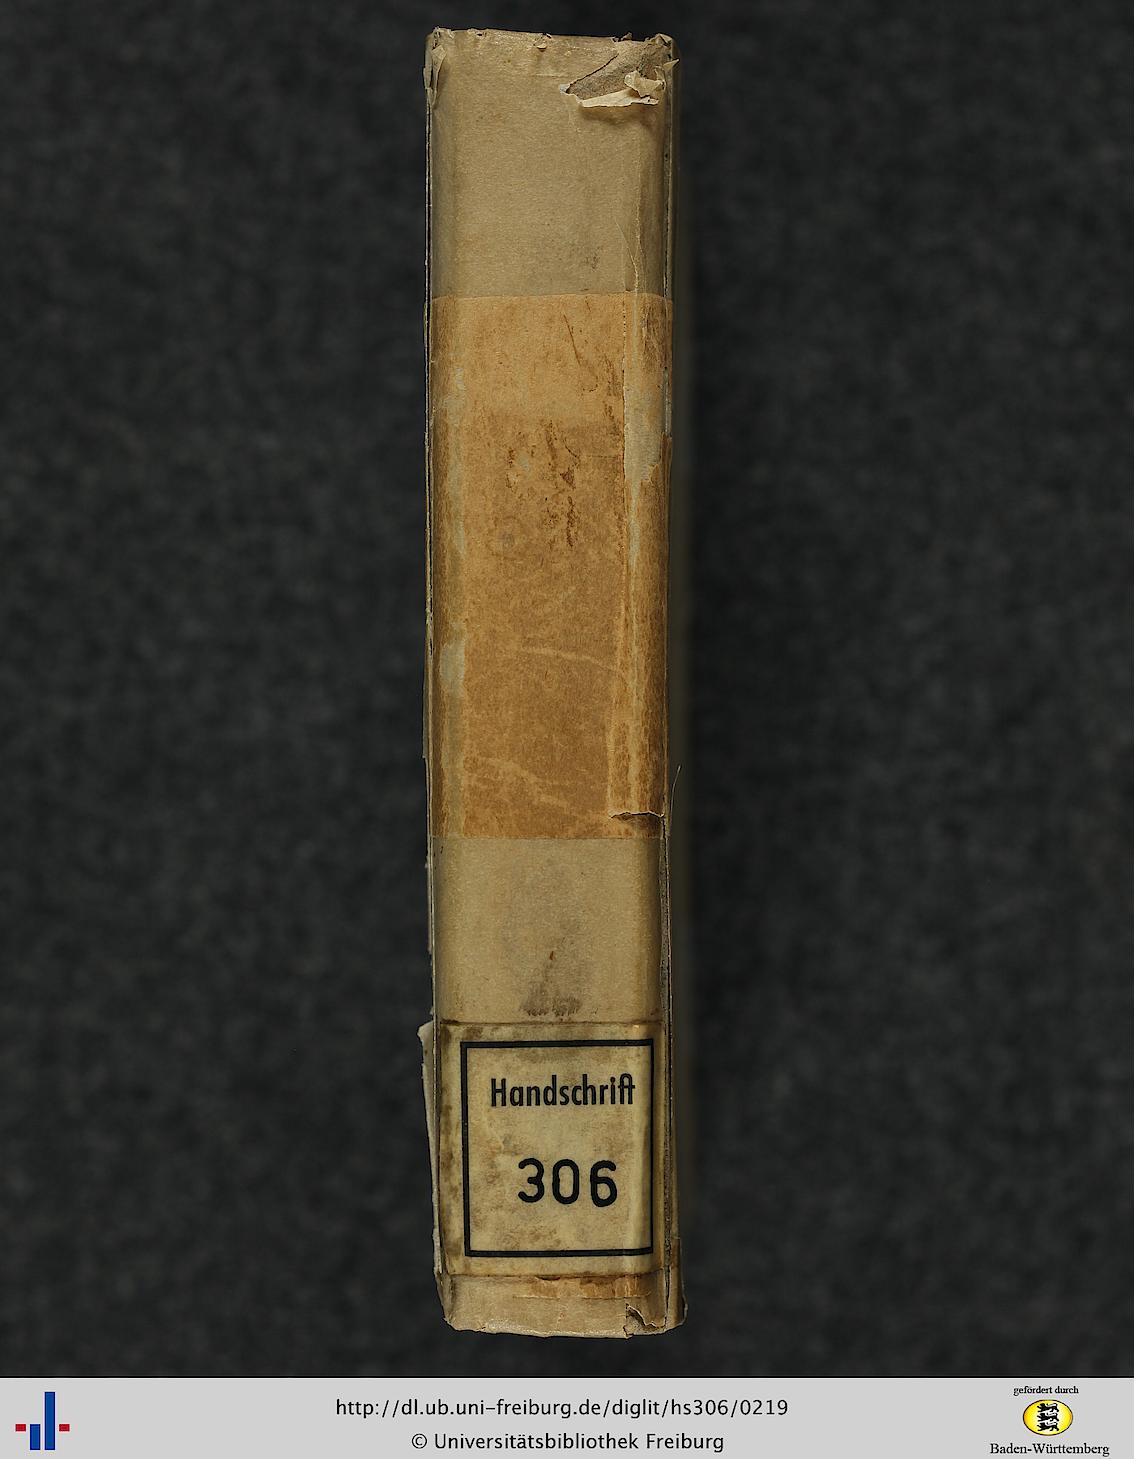 Handschrift
306
http://dl.ub.uni-freiburg.de/diglit/hs306/0219
© Universitätsbibliothek Freiburg
gefördert durch
Baden-Württemberg